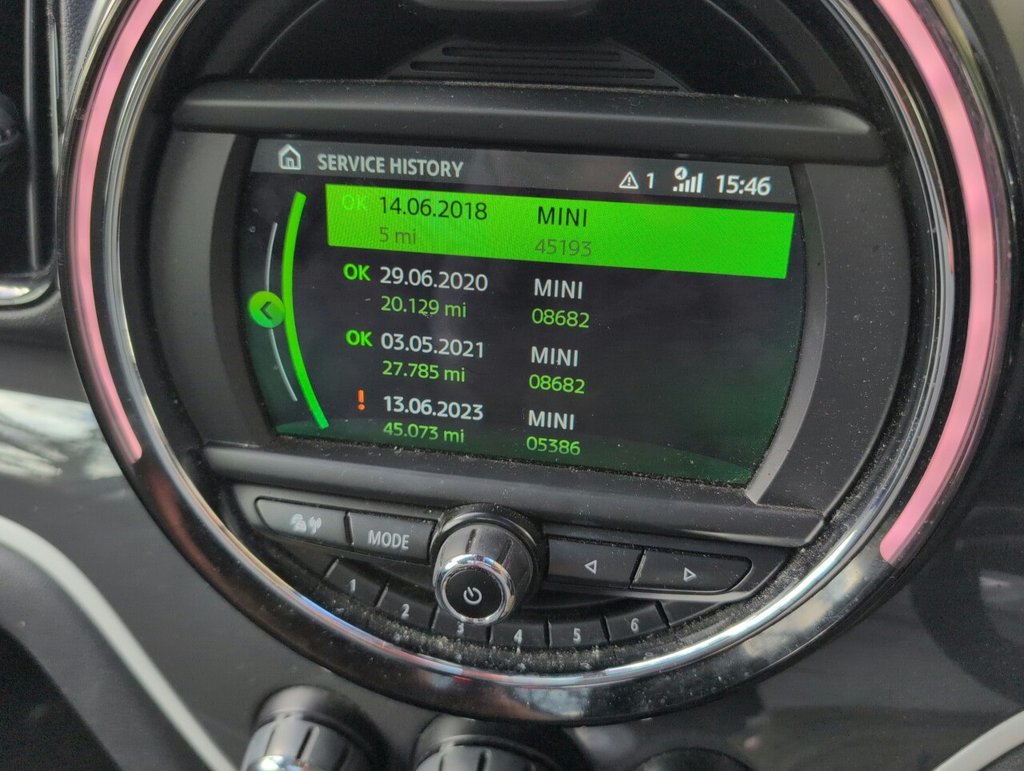 SERVICE HISTORY 1 15:46
OK 14.06.2018 MINI
5 mi 45193
OK 29.06.2020 MINI
20.129 mi 08682
OK 03.05.2021 MINI
27.785 mi 08682
! 13.06.2023 MINI
45.073 mi 05386
MODE
1 2 3 4 5 6